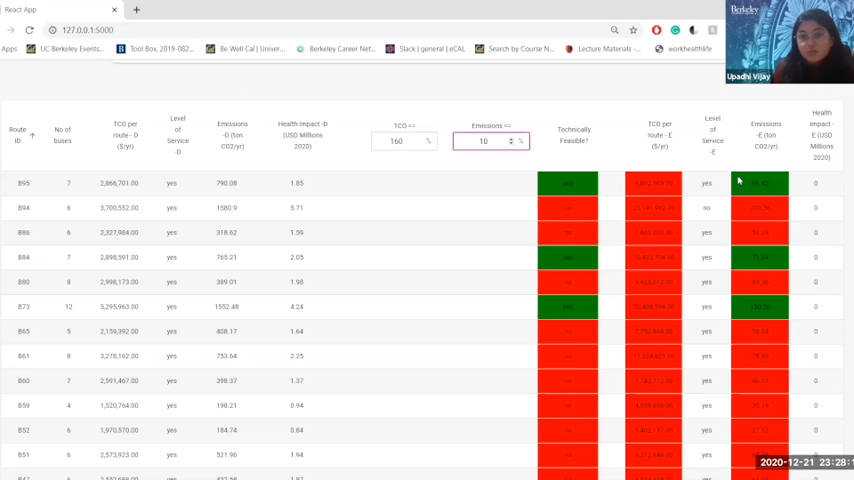 React App
127.0.0.1:5000
Apps UC Berkeley Events... Tool Box, 2019-082... Be Well Cal | Univer... Berkeley Career Net... Slack | general | eCAL Search by Course N... Lecture Materials -... workhealthlife
Berkeley
Upadhi Vijay
Route ID
No of buses
TCO per route - D ($/yr)
Level of Service -D
Emissions -D (ton CO2/yr)
Health impact -D (USD Millions 2020)
TCO <=
160 %
Emissions <=
10 %
Technically Feasible?
TCO per route - E ($/yr)
Level of Service -E
Emissions -E (ton CO2/yr)
Health impact - E (USD Millions 2020)
B95 7 2,866,701.00 790.08 yes 1.85 yes yes 0
B94 6 3,700,552.00 yes 1580.9 5.71 no no 0
B86 6 2,327,984.00 yes 318.62 1.59 no yes 0
B84 7 2,898,591.00 yes 765.21 2.05 yes yes 0
B80 8 2,998,173.00 yes 389.01 1.98 no yes 0
B73 12 5,295,963.00 yes 1552.48 4.24 yes yes 0
B65 5 2,159,392.00 yes 408.17 1.64 no yes 0
B61 8 3,278,162.00 yes 753.64 2.25 no yes 0
B60 7 2,591,467.00 yes 398.37 1.37 no yes 0
B59 4 1,520,764.00 yes 198.21 0.94 no yes 0
B52 6 1,970,570.00 yes 184.74 0.84 no yes 0
B51 6 2,573,923.00 yes 521.96 1.94 no yes 0
2020-12-21 23:28:1